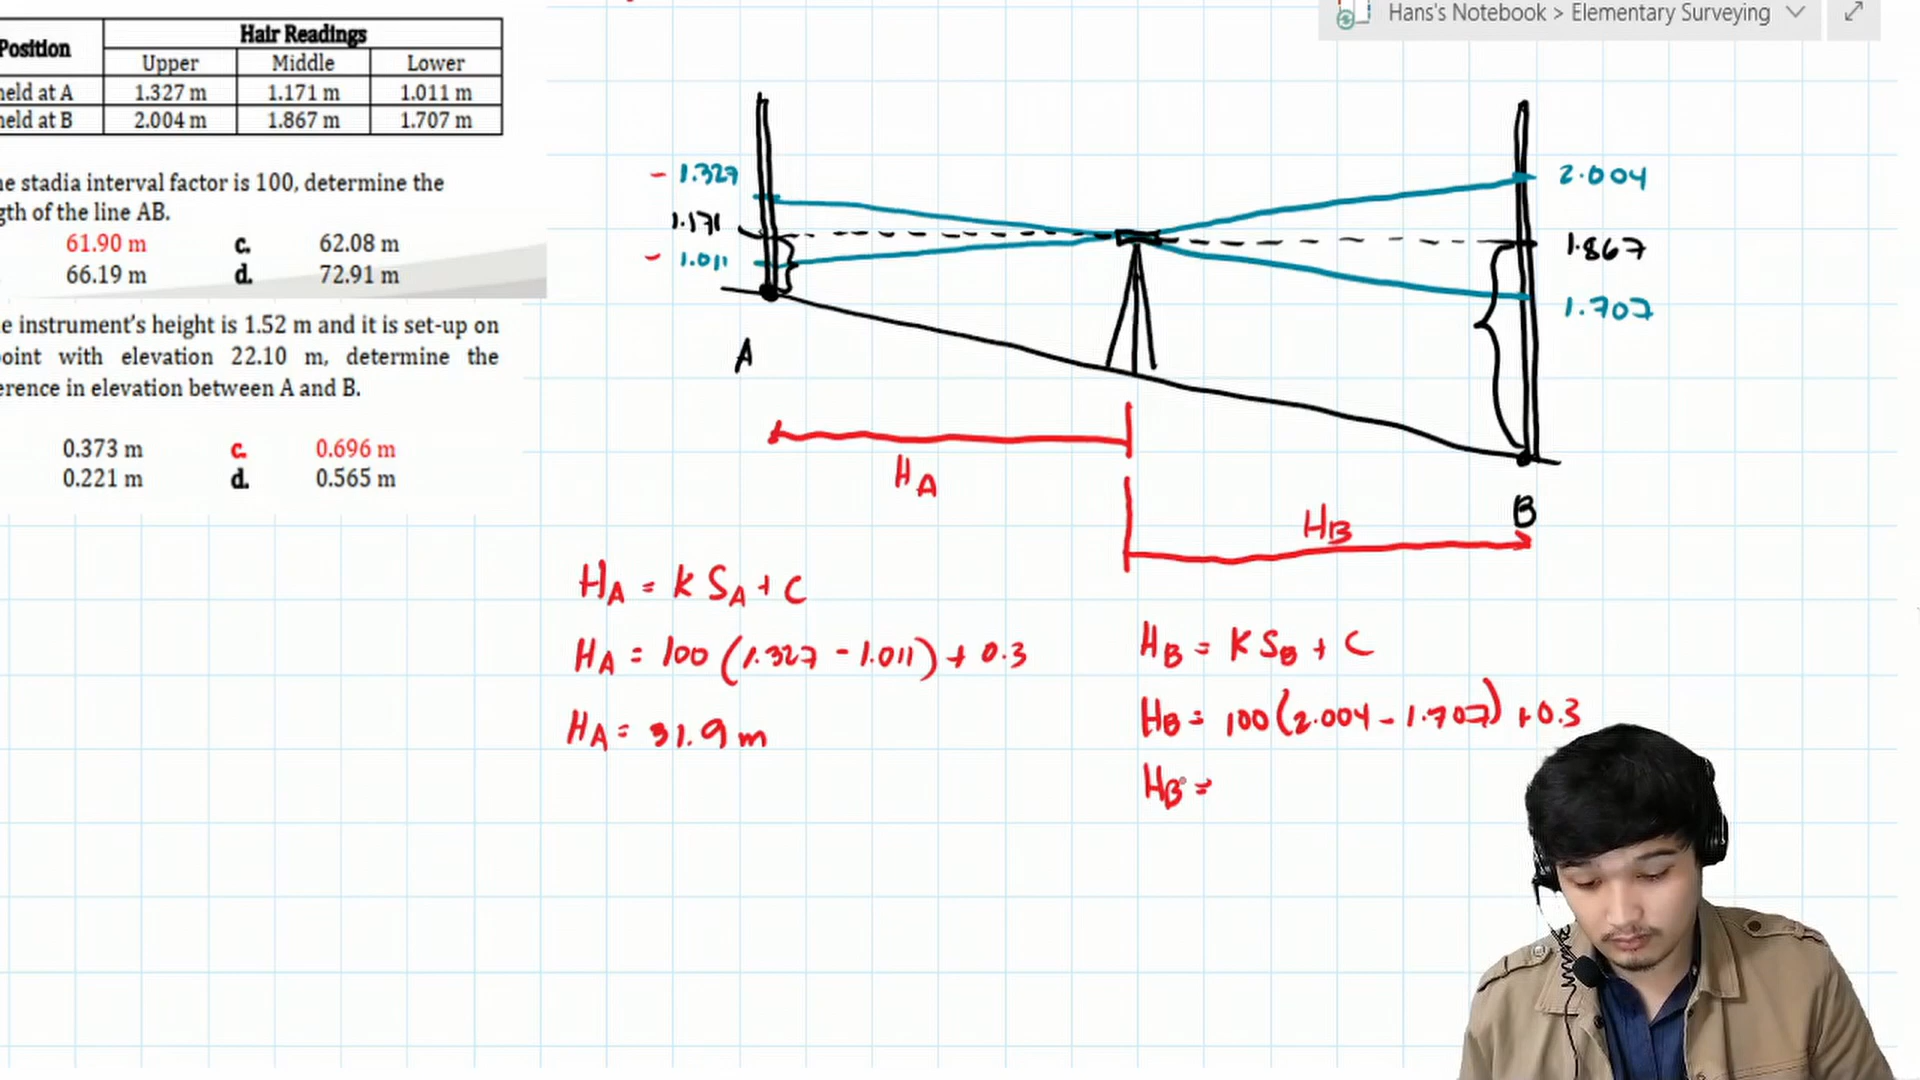 Hans's Notebook > Elementary Surveying
Position Hair Readings
Upper Middle Lower
held at A 1.327 m 1.171 m 1.011 m
held at B 2.004 m 1.867 m 1.707 m
stadia interval factor is 100, determine the
of the line AB.
61.90 m c. 62.08 m
66.19 m d. 72.91 m
instrument's height is 1.52 m and it is set-up on
with elevation 22.10 m, determine the
in elevation between A and B.
0.373 m c. 0.696 m
0.221 m d. 0.565 m
- 1.327
1.171
- 1.011
2.004
1.867
1.707
A
B
HA
HB
HA = K SA + C
HA = 100 (1.327 - 1.011) + 0.3
HA = 31.9 m
HB = K SB + C
HB = 100 (2.004 - 1.707) + 0.3
HB =